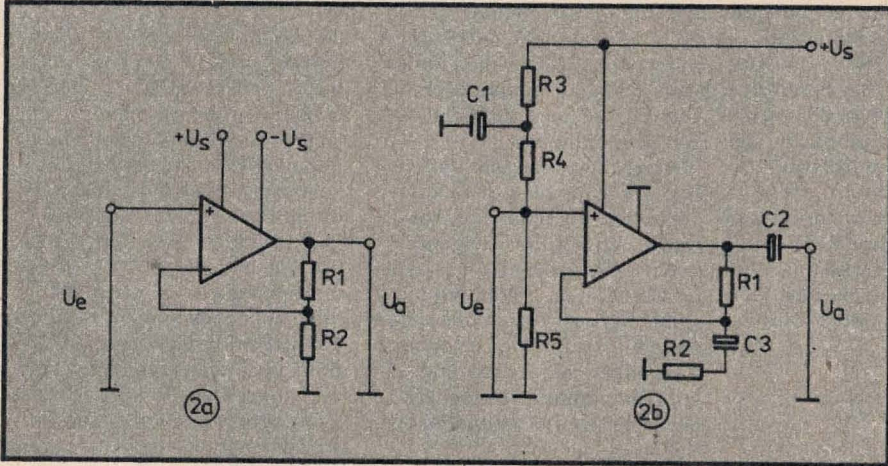 +Us
-Us
+
-
Ue
R1
R2
Ua
2a
+Us
C1
R3
R4
+
-
C2
Ue
R5
R1
C3
R2
Ua
2b